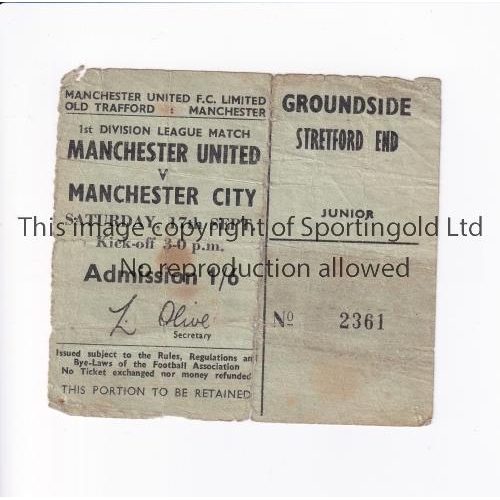 MANCHESTER UNITED F.C. LIMITED
OLD TRAFFORD : MANCHESTER
1st DIVISION LEAGUE MATCH
MANCHESTER UNITED
V
MANCHESTER CITY
SATURDAY, 17th SEPT.
Kick-off 3-0 p.m.
Admission 1/6
L. Olive
Secretary
Issued subject to the Rules, Regulations and
Bye-Laws of the Football Association
No Ticket exchanged nor money refunded
THIS PORTION TO BE RETAINED
GROUNDSIDE
STRETFORD END
JUNIOR
No 2361
This image copyright of Sportingold Ltd
No reproduction allowed